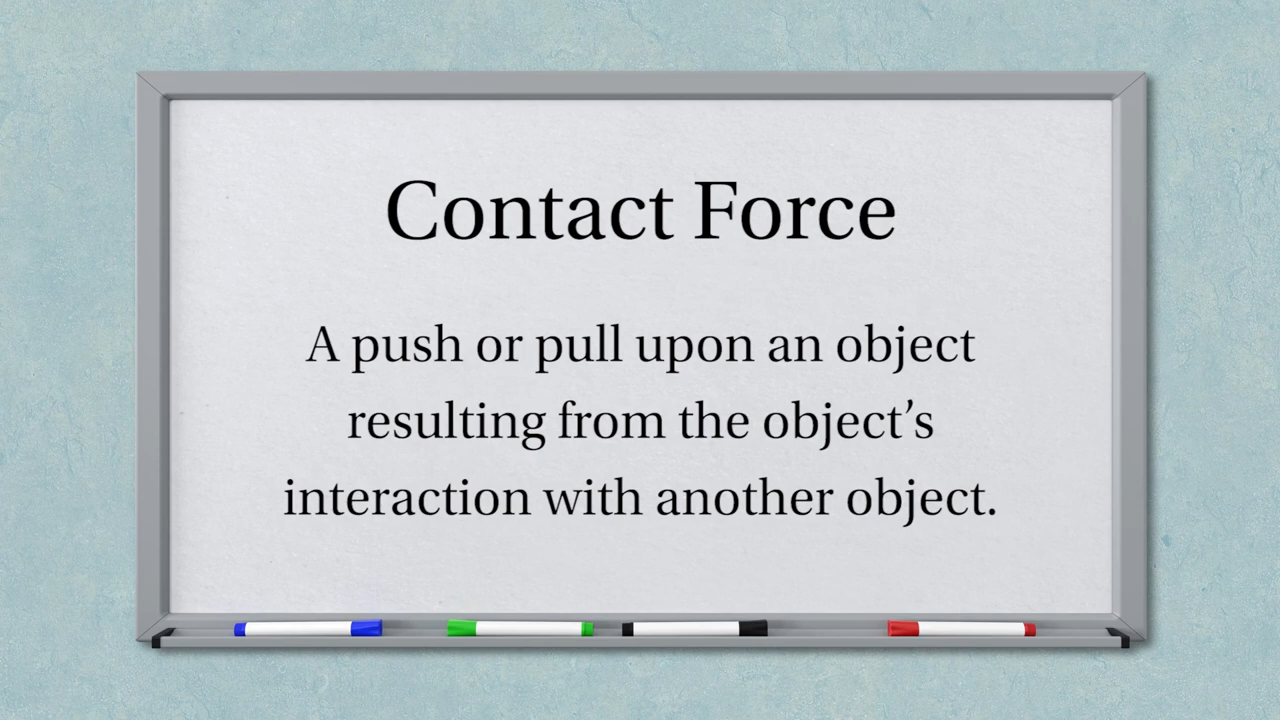 Contact Force
A push or pull upon an object
resulting from the object’s
interaction with another object.